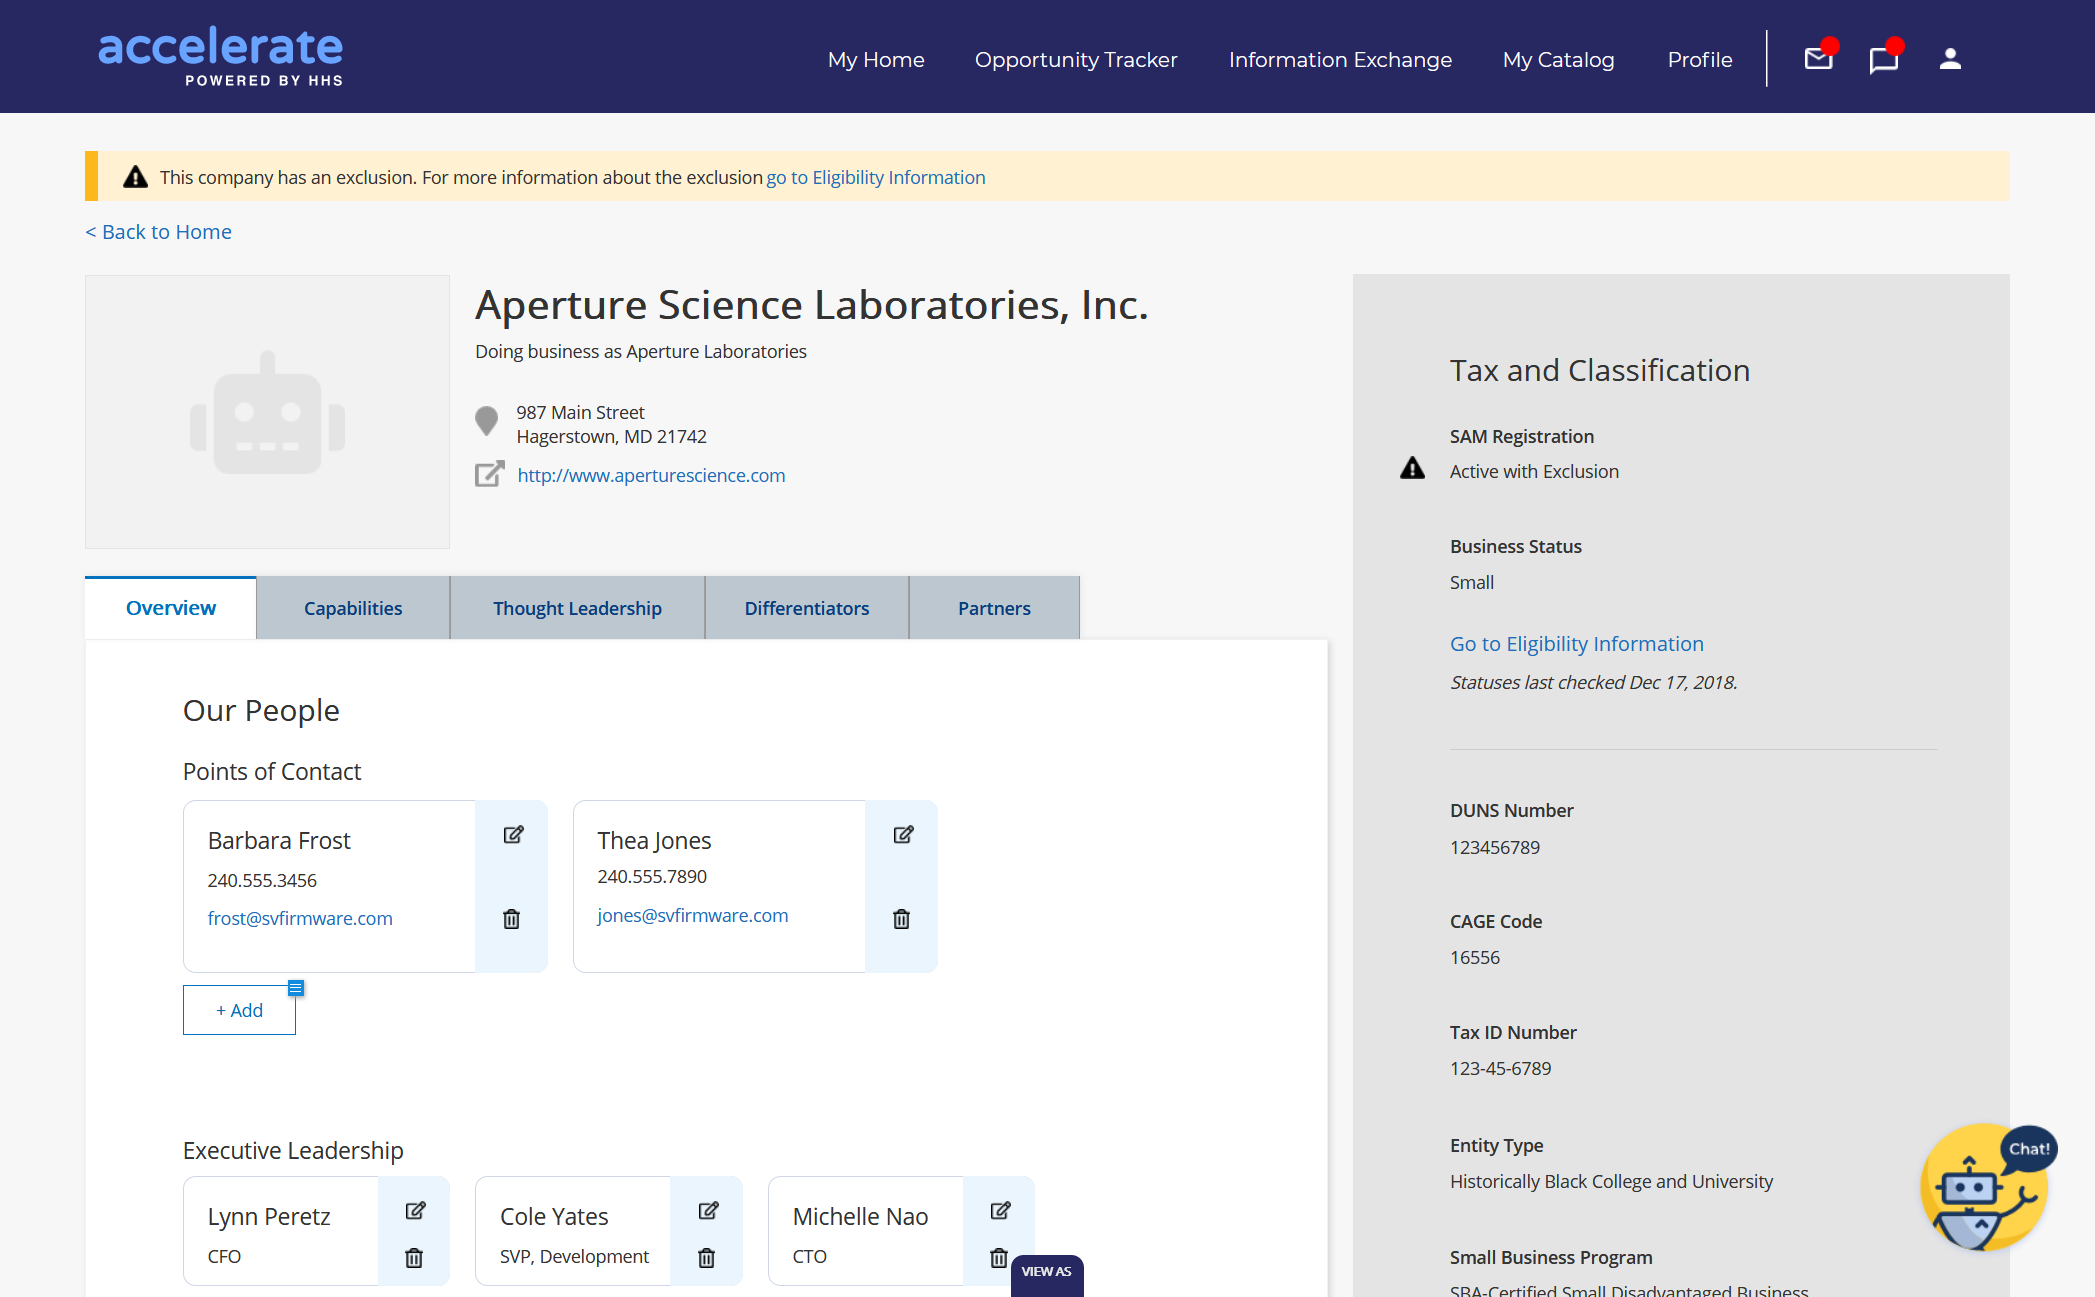 accelerate
POWERED BY HHS
My Home
Opportunity Tracker
Information Exchange
My Catalog
Profile
This company has an exclusion. For more information about the exclusion go to Eligibility Information
< Back to Home
Aperture Science Laboratories, Inc.
Doing business as Aperture Laboratories
987 Main Street
Hagerstown, MD 21742
http://www.aperturescience.com
Overview
Capabilities
Thought Leadership
Differentiators
Partners
Our People
Points of Contact
Barbara Frost
240.555.3456
frost@svfirmware.com
Thea Jones
240.555.7890
jones@svfirmware.com
+ Add
Executive Leadership
Lynn Peretz
CFO
Cole Yates
SVP, Development
Michelle Nao
CTO
VIEW AS
Tax and Classification
SAM Registration
Active with Exclusion
Business Status
Small
Go to Eligibility Information
Statuses last checked Dec 17, 2018.
DUNS Number
123456789
CAGE Code
16556
Tax ID Number
123-45-6789
Entity Type
Historically Black College and University
Small Business Program
SBA-Certified Small Disadvantaged Business
Chat!